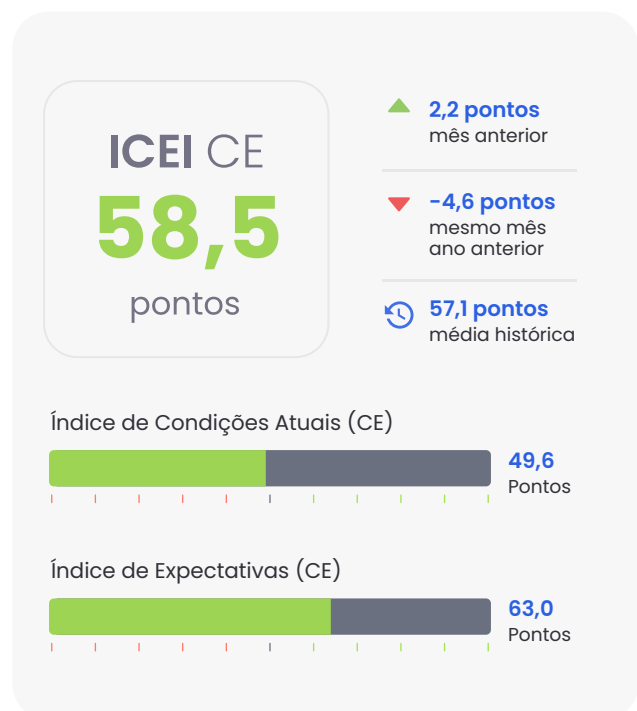 ICEI CE
58,5
pontos
2,2 pontos
mês anterior
-4,6 pontos
mesmo mês
ano anterior
57,1 pontos
média histórica
Índice de Condições Atuais (CE)
49,6
Pontos
Índice de Expectativas (CE)
63,0
Pontos